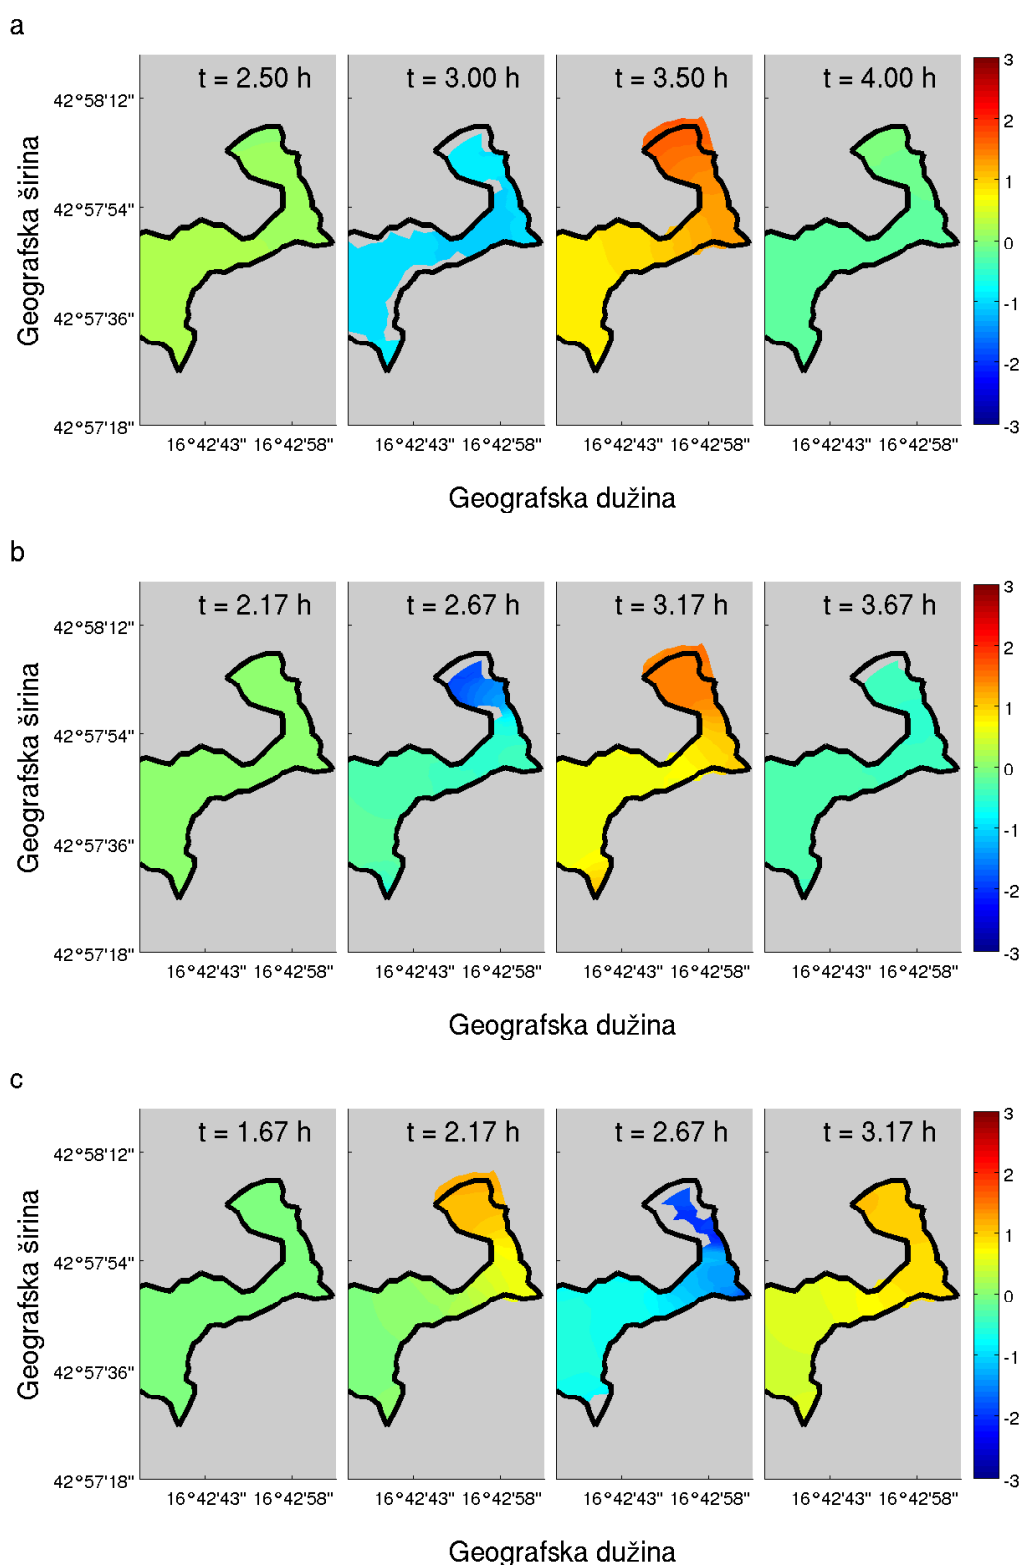 a
t = 2.50 h t = 3.00 h t = 3.50 h t = 4.00 h
Geografska širina
42°58'12"
42°57'54"
42°57'36"
42°57'18"
16°42'43" 16°42'58" 16°42'43" 16°42'58" 16°42'43" 16°42'58" 16°42'43" 16°42'58"
3
2
1
0
-1
-2
-3
Geografska dužina
b
t = 2.17 h t = 2.67 h t = 3.17 h t = 3.67 h
Geografska širina
42°58'12"
42°57'54"
42°57'36"
42°57'18"
16°42'43" 16°42'58" 16°42'43" 16°42'58" 16°42'43" 16°42'58" 16°42'43" 16°42'58"
3
2
1
0
-1
-2
-3
Geografska dužina
c
t = 1.67 h t = 2.17 h t = 2.67 h t = 3.17 h
Geografska širina
42°58'12"
42°57'54"
42°57'36"
42°57'18"
16°42'43" 16°42'58" 16°42'43" 16°42'58" 16°42'43" 16°42'58" 16°42'43" 16°42'58"
3
2
1
0
-1
-2
-3
Geografska dužina